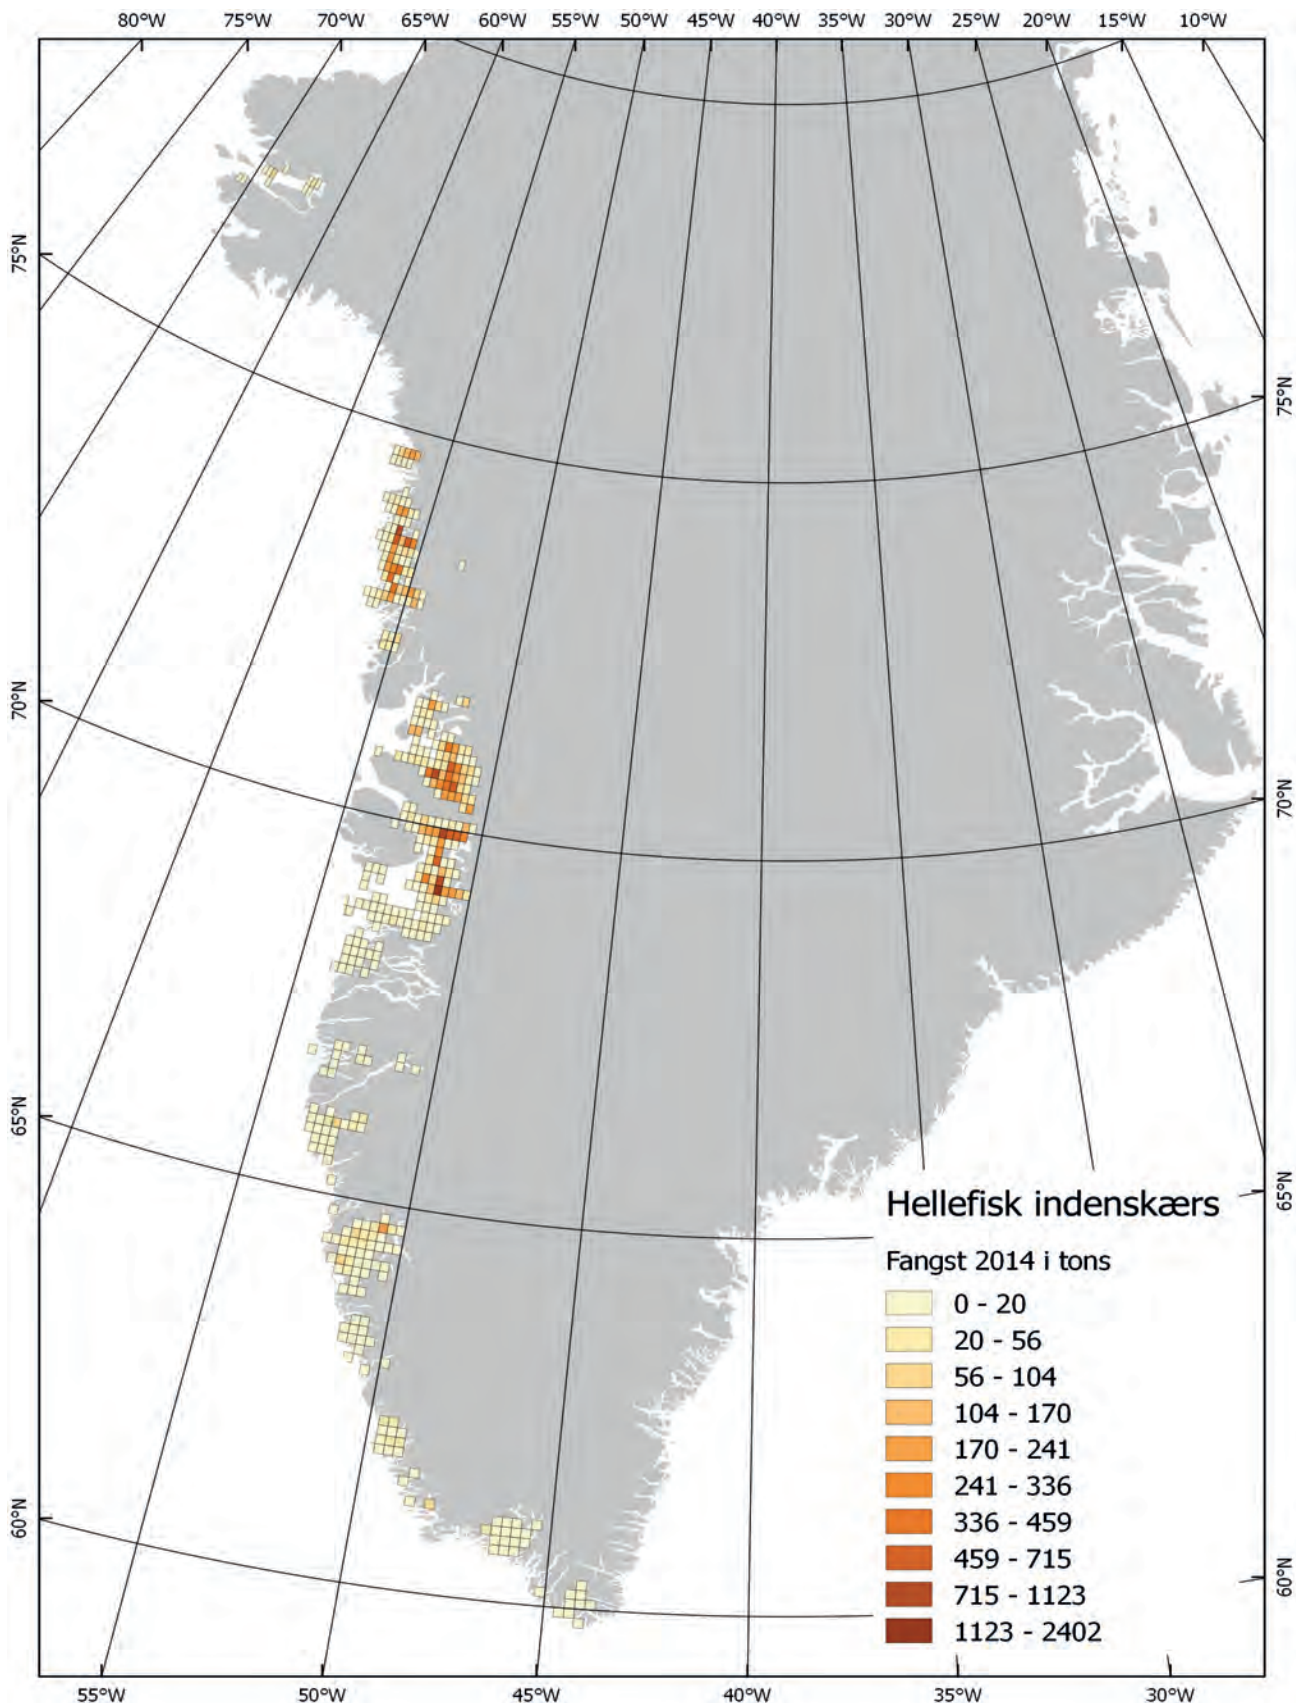 80°W 75°W 70°W 65°W 60°W 55°W 50°W 45°W 40°W 35°W 30°W 25°W 20°W 15°W 10°W
75°N
75°N
70°N
70°N
65°N
65°N
60°N
60°N
Hellefisk indenskærs
Fangst 2014 i tons
0 - 20
20 - 56
56 - 104
104 - 170
170 - 241
241 - 336
336 - 459
459 - 715
715 - 1123
1123 - 2402
55°W 50°W 45°W 40°W 35°W 30°W